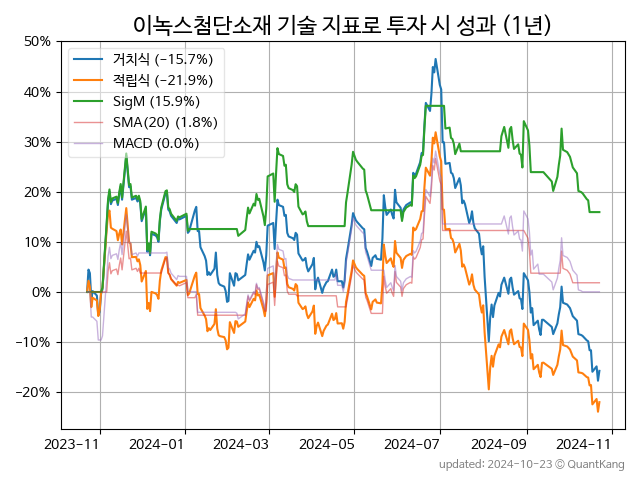 이녹스첨단소재 기술 지표로 투자 시 성과 (1년)
50%
40%
30%
20%
10%
0%
−10%
−20%
거치식 (−15.7%)
적립식 (−21.9%)
SigM (15.9%)
SMA(20) (1.8%)
MACD (0.0%)
2023-11
2024-01
2024-03
2024-05
2024-07
2024-09
2024-11
updated: 2024-10-23 © QuantKang